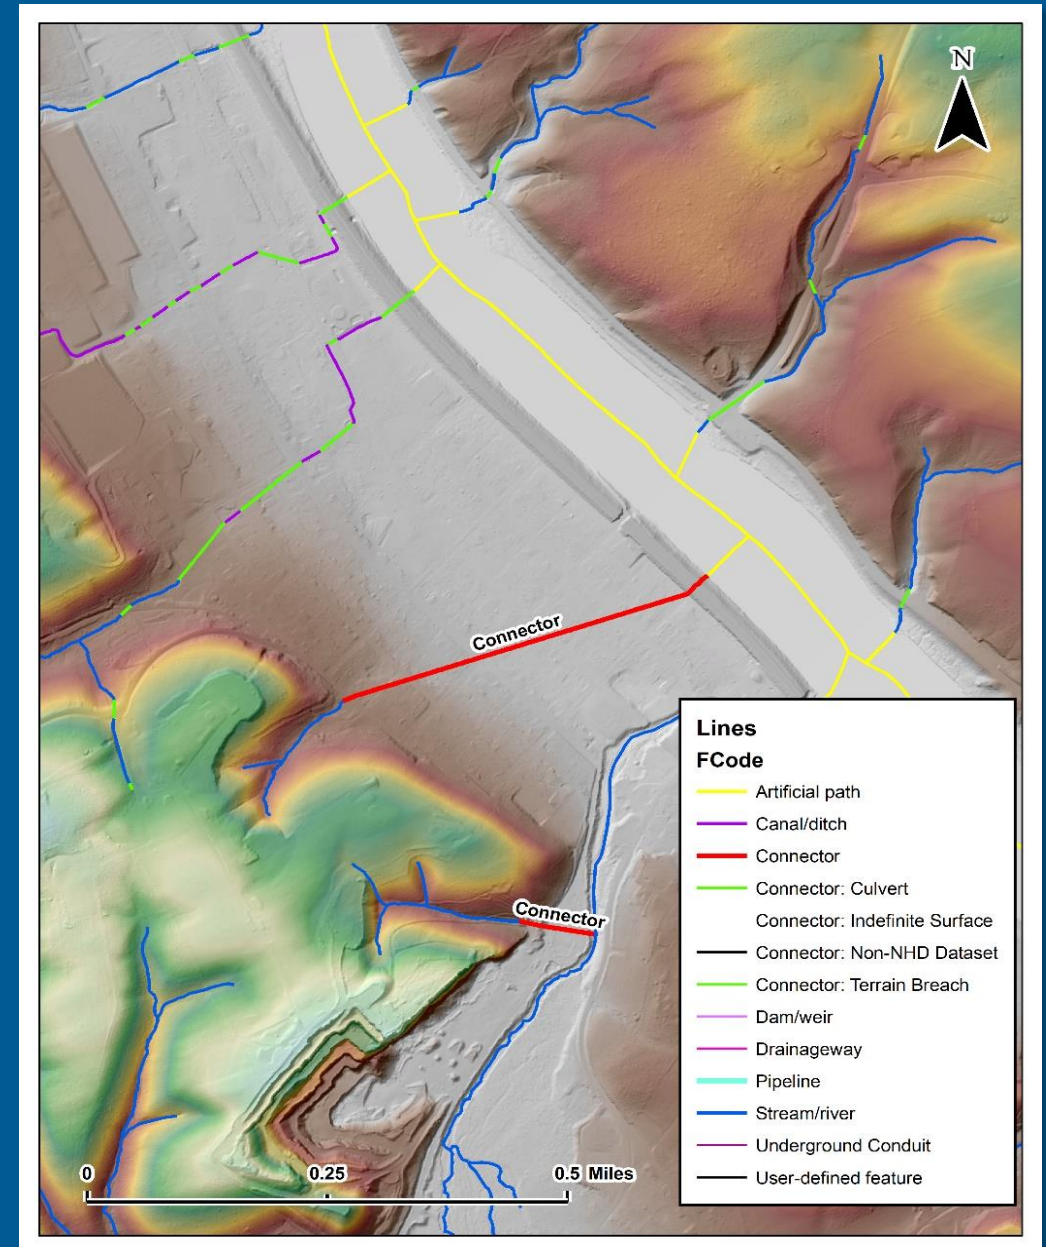 N
Connector
Connector
Lines
FCode
Artificial path
Canal/ditch
Connector
Connector: Culvert
Connector: Indefinite Surface
Connector: Non-NHD Dataset
Connector: Terrain Breach
Dam/weir
Drainageway
Pipeline
Stream/river
Underground Conduit
User-defined feature
0 0.25 0.5 Miles